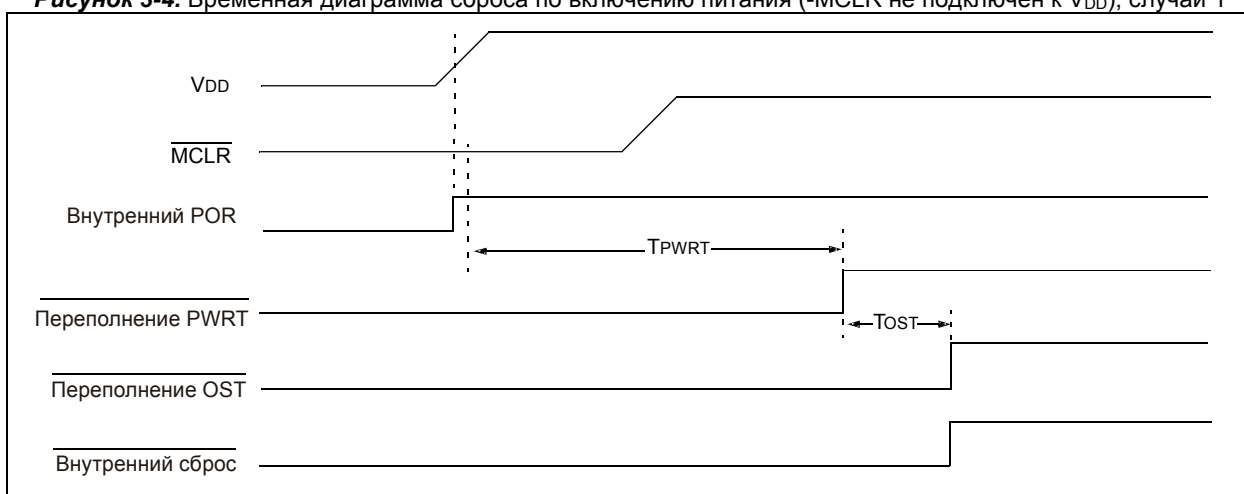 Рисунок 3-4. Временная диаграмма сброса по включению питания (-MCLR не подключен к VDD), случай 1
VDD
MCLR
Внутренний POR
TPWRT
Переполнение PWRT
TOST
Переполнение OST
Внутренний сброс